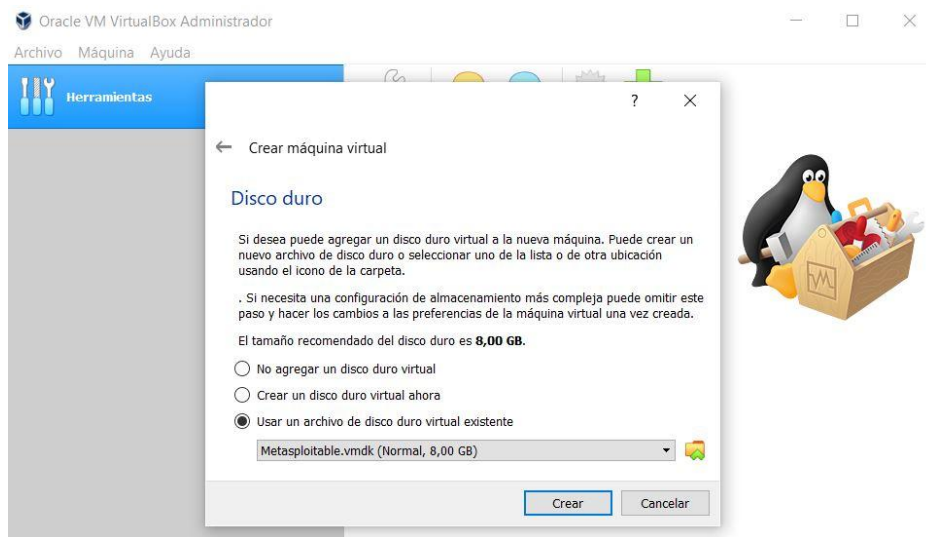 Oracle VM VirtualBox Administrador
Archivo Máquina Ayuda
Herramientas
?
Crear máquina virtual
Disco duro
Si desea puede agregar un disco duro virtual a la nueva máquina. Puede crear un
nuevo archivo de disco duro o seleccionar uno de la lista o de otra ubicación
usando el icono de la carpeta.
. Si necesita una configuración de almacenamiento más compleja puede omitir este
paso y hacer los cambios a las preferencias de la máquina virtual una vez creada.
El tamaño recomendado del disco duro es 8,00 GB.
No agregar un disco duro virtual
Crear un disco duro virtual ahora
Usar un archivo de disco duro virtual existente
Metasploitable.vmdk (Normal, 8,00 GB)
Crear Cancelar